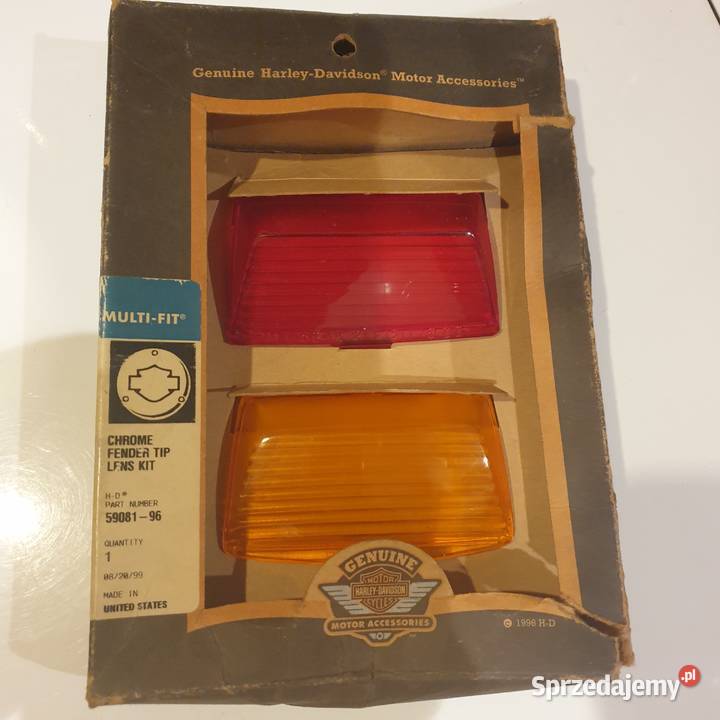 Genuine Harley-Davidson® Motor Accessories™
MULTI-FIT®
CHROME
FENDER TIP
LENS KIT
H-D®
PART NUMBER
59081-96
QUANTITY
1
08/20/99
MADE IN
UNITED STATES
GENUINE
MOTOR
HARLEY-DAVIDSON
CYCLES
MOTOR ACCESSORIES
© 1996 H-D
Sprzedajemy.pl